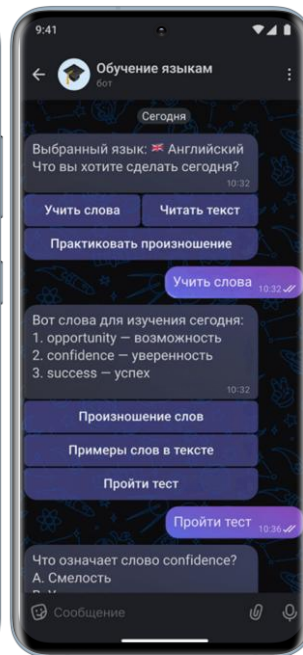 9:41
Обучение языкам
бот
Сегодня
Выбранный язык: 🇬🇧 Английский
Что вы хотите сделать сегодня?
10:32
Учить слова
Читать текст
Практиковать произношение
Учить слова 10:32
Вот слова для изучения сегодня:
1. opportunity — возможность
2. confidence — уверенность
3. success — успех
10:32
Произношение слов
Примеры слов в тексте
Пройти тест
Пройти тест 10:36
Что означает слово confidence?
A. Смелость
Сообщение